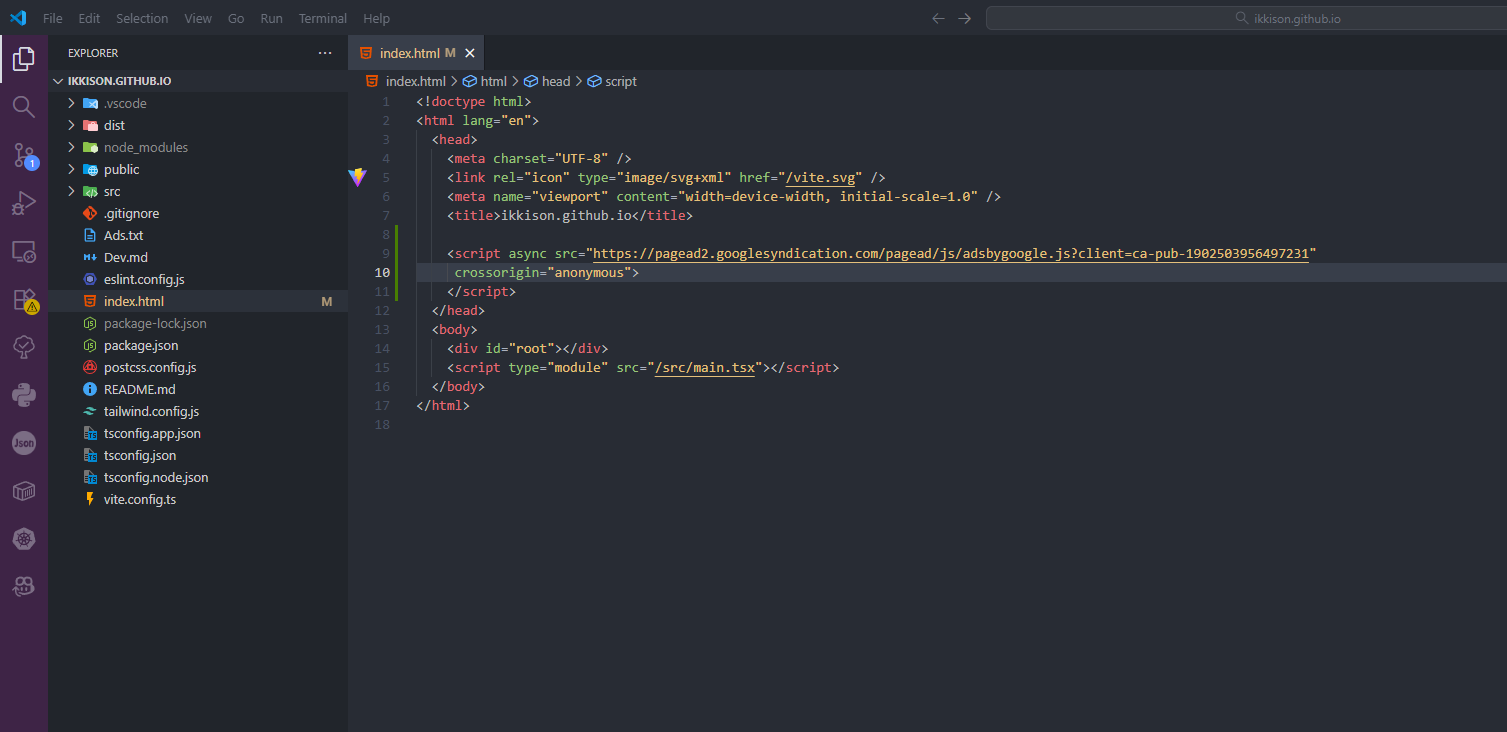 File Edit Selection View Go Run Terminal Help
ikkison.github.io
EXPLORER
index.html M
IKKISON.GITHUB.IO
.vscode
dist
node_modules
public
src
.gitignore
Ads.txt
Dev.md
eslint.config.js
index.html M
package-lock.json
package.json
postcss.config.js
README.md
tailwind.config.js
tsconfig.app.json
tsconfig.json
tsconfig.node.json
vite.config.ts
1
Json
index.html > html > head > script
1 <!doctype html>
2 <html lang="en">
3 <head>
4 <meta charset="UTF-8" />
5 <link rel="icon" type="image/svg+xml" href="/vite.svg" />
6 <meta name="viewport" content="width=device-width, initial-scale=1.0" />
7 <title>ikkison.github.io</title>
8
9 <script async src="https://pagead2.googlesyndication.com/pagead/js/adsbygoogle.js?client=ca-pub-1902503956497231"
10 crossorigin="anonymous">
11 </script>
12 </head>
13 <body>
14 <div id="root"></div>
15 <script type="module" src="/src/main.tsx"></script>
16 </body>
17 </html>
18